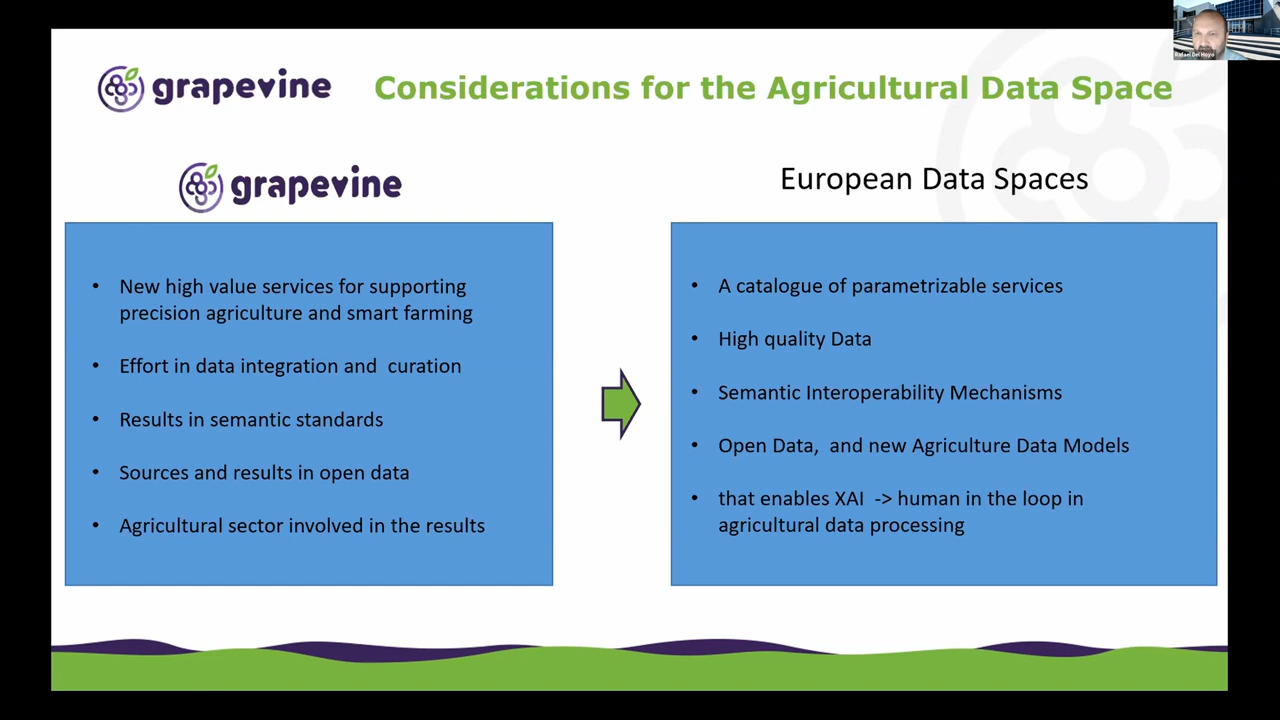 grapevine
Considerations for the Agricultural Data Space
grapevine
• New high value services for supporting
precision agriculture and smart farming
• Effort in data integration and  curation
• Results in semantic standards
• Sources and results in open data
• Agricultural sector involved in the results
European Data Spaces
• A catalogue of parametrizable services
• High quality Data
• Semantic Interoperability Mechanisms
• Open Data,  and new Agriculture Data Models
• that enables XAI  -> human in the loop in
agricultural data processing
Rafael Del Hoyo